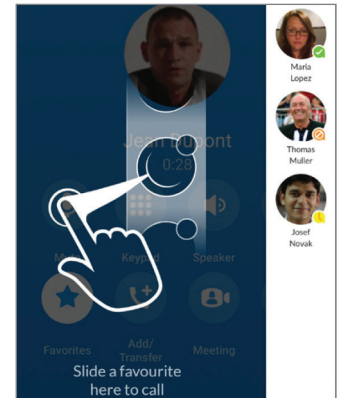 Jean Dupont
0:28
Mute
Keypad
Speaker
Favorites
Add/
Transfer
Meeting
Slide a favourite
here to call
Maria
Lopez
Thomas
Muller
Josef
Novak